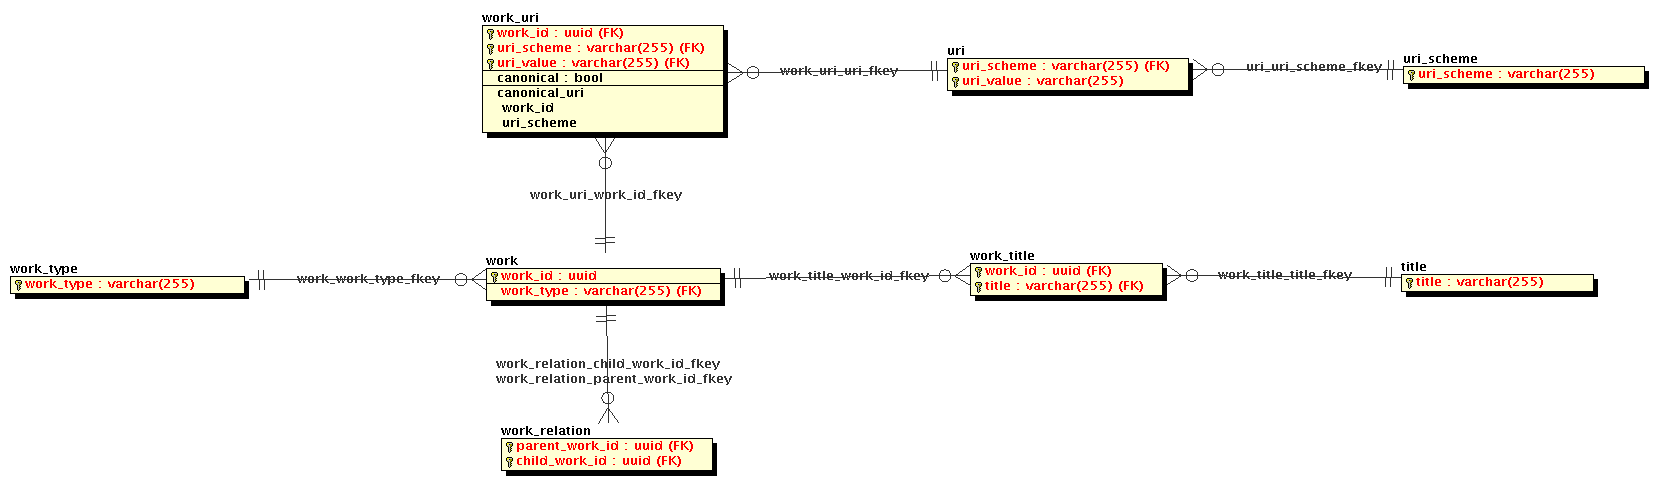 work_uri
work_id : uuid (FK)
uri_scheme : varchar(255) (FK)
uri_value : varchar(255) (FK)
canonical : bool
canonical_uri
work_id
uri_scheme
work_uri_uri_fkey
uri
uri_scheme : varchar(255) (FK)
uri_value : varchar(255)
uri_uri_scheme_fkey
uri_scheme
uri_scheme : varchar(255)
work_uri_work_id_fkey
work_type
work_type : varchar(255)
work_work_type_fkey
work
work_id : uuid
work_type : varchar(255) (FK)
work_title_work_id_fkey
work_title
work_id : uuid (FK)
title : varchar(255) (FK)
work_title_title_fkey
title
title : varchar(255)
work_relation_child_work_id_fkey
work_relation_parent_work_id_fkey
work_relation
parent_work_id : uuid (FK)
child_work_id : uuid (FK)